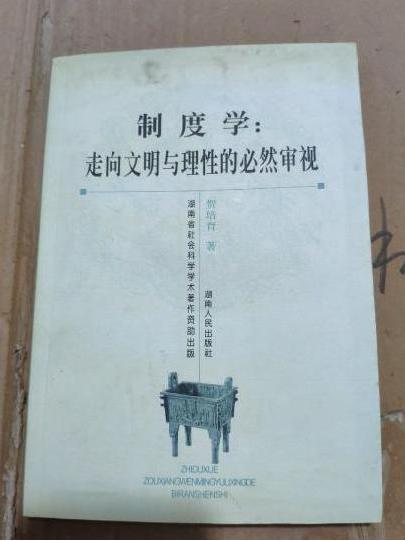 制度学:
走向文明与理性的必然审视
贺培育 著
湖南省社会科学学术著作资助出版
湖南人民出版社
ZHIDUXUE
ZOUXIANGWENMINGYULIXINGDE
BIRANSHENSHI